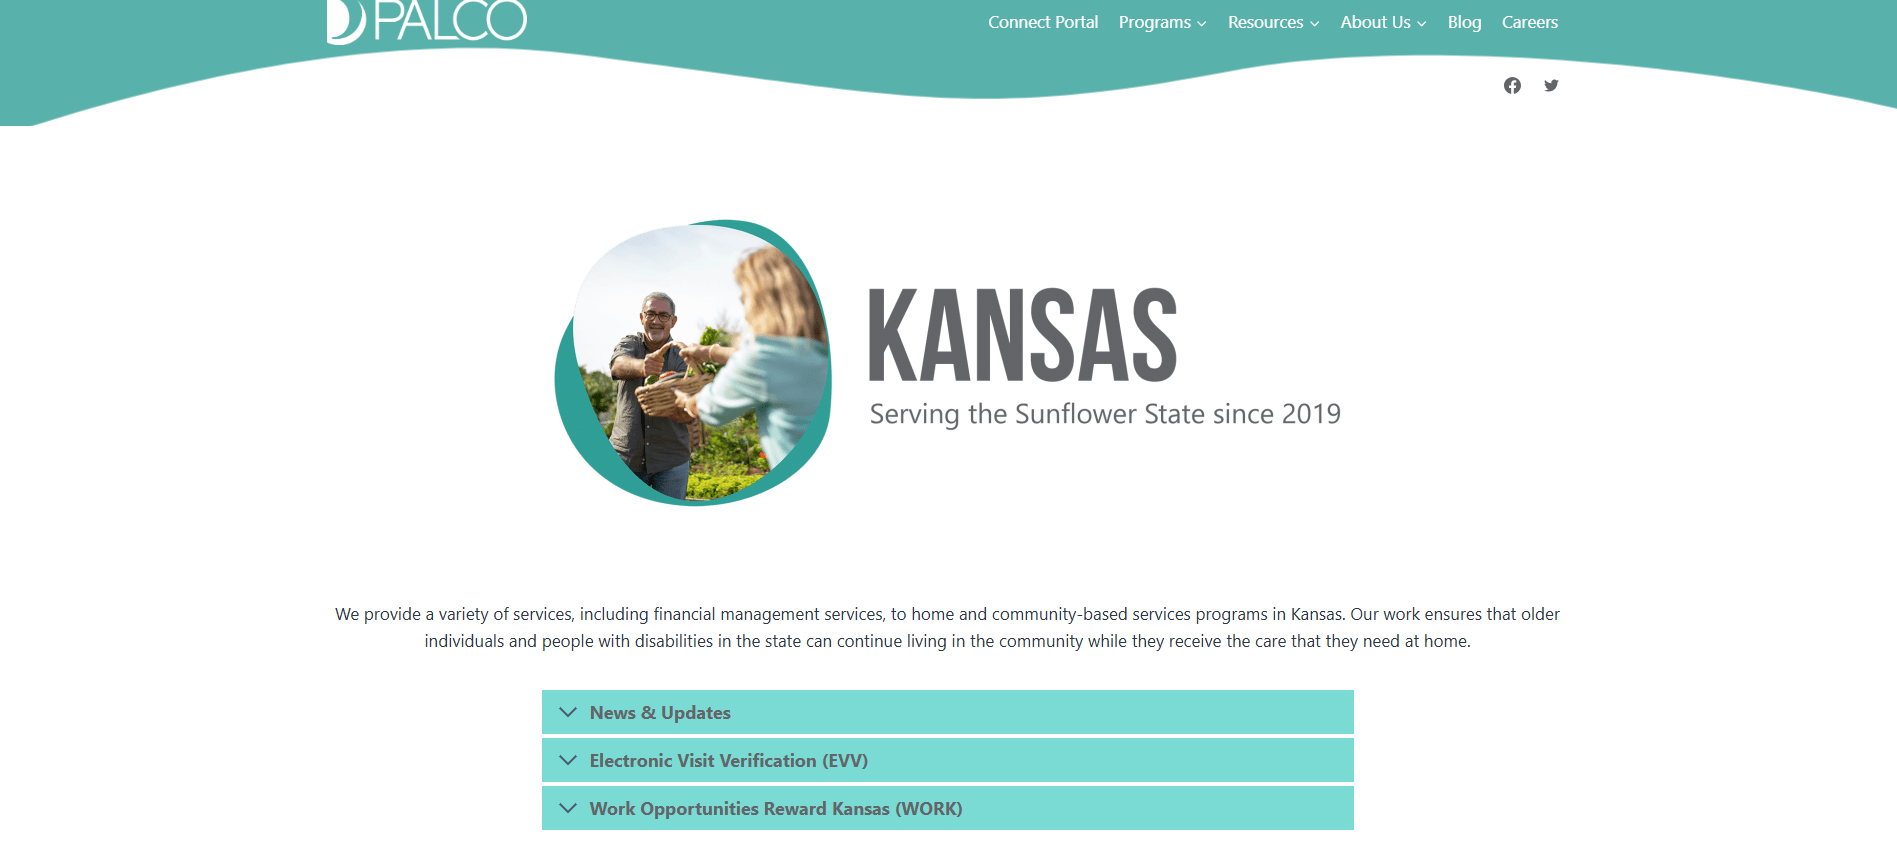 PALCO
Connect Portal Programs Resources About Us Blog Careers
KANSAS
Serving the Sunflower State since 2019
We provide a variety of services, including financial management services, to home and community-based services programs in Kansas. Our work ensures that older
individuals and people with disabilities in the state can continue living in the community while they receive the care that they need at home.
News & Updates
Electronic Visit Verification (EVV)
Work Opportunities Reward Kansas (WORK)